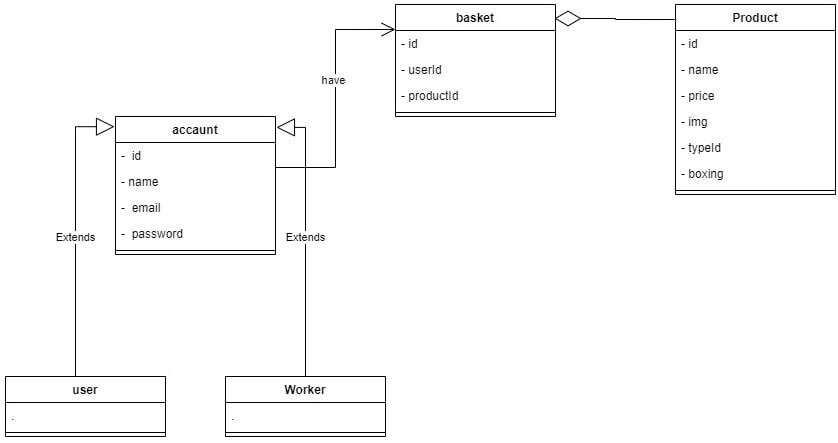 basket
- id
- userId
- productId
Product
- id
- name
- price
- img
- typeId
- boxing
have
accaunt
- id
- name
- email
- password
Extends
Extends
user
.
Worker
.